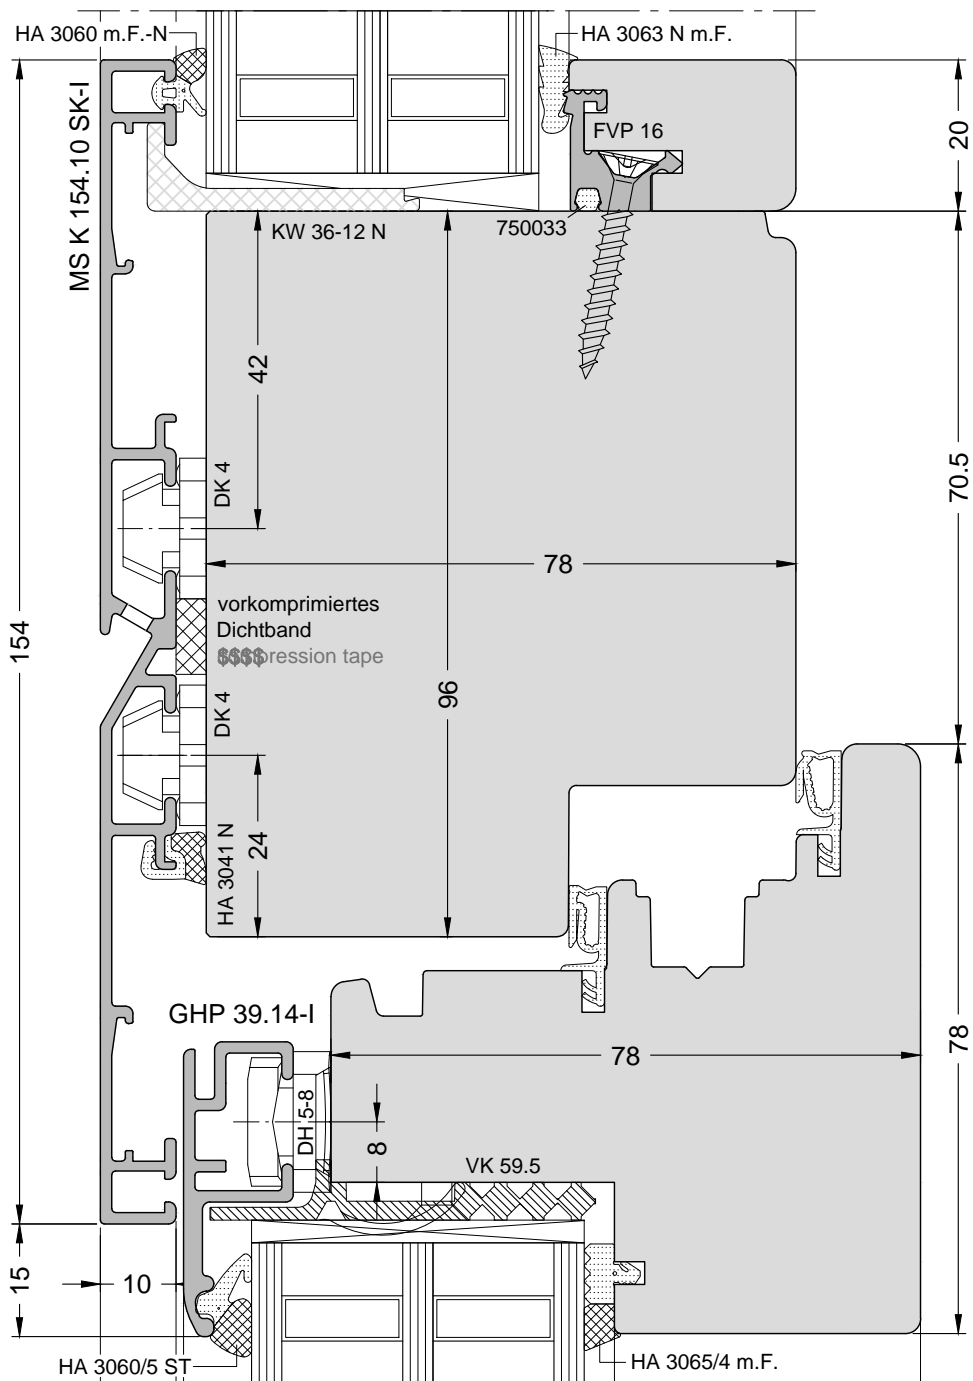 HA 3060 m.F.-N
HA 3063 N m.F.
MS K 154.10 SK-I
FVP 16
20
KW 36-12 N
750033
42
70.5
DK 4
78
vorkomprimiertes
Dichtband
pression tape
154
96
DK 4
24
HA 3041 N
GHP 39.14-I
78
78
DH 5-8
8
VK 59.5
15
10
HA 3060/5 ST
HA 3065/4 m.F.